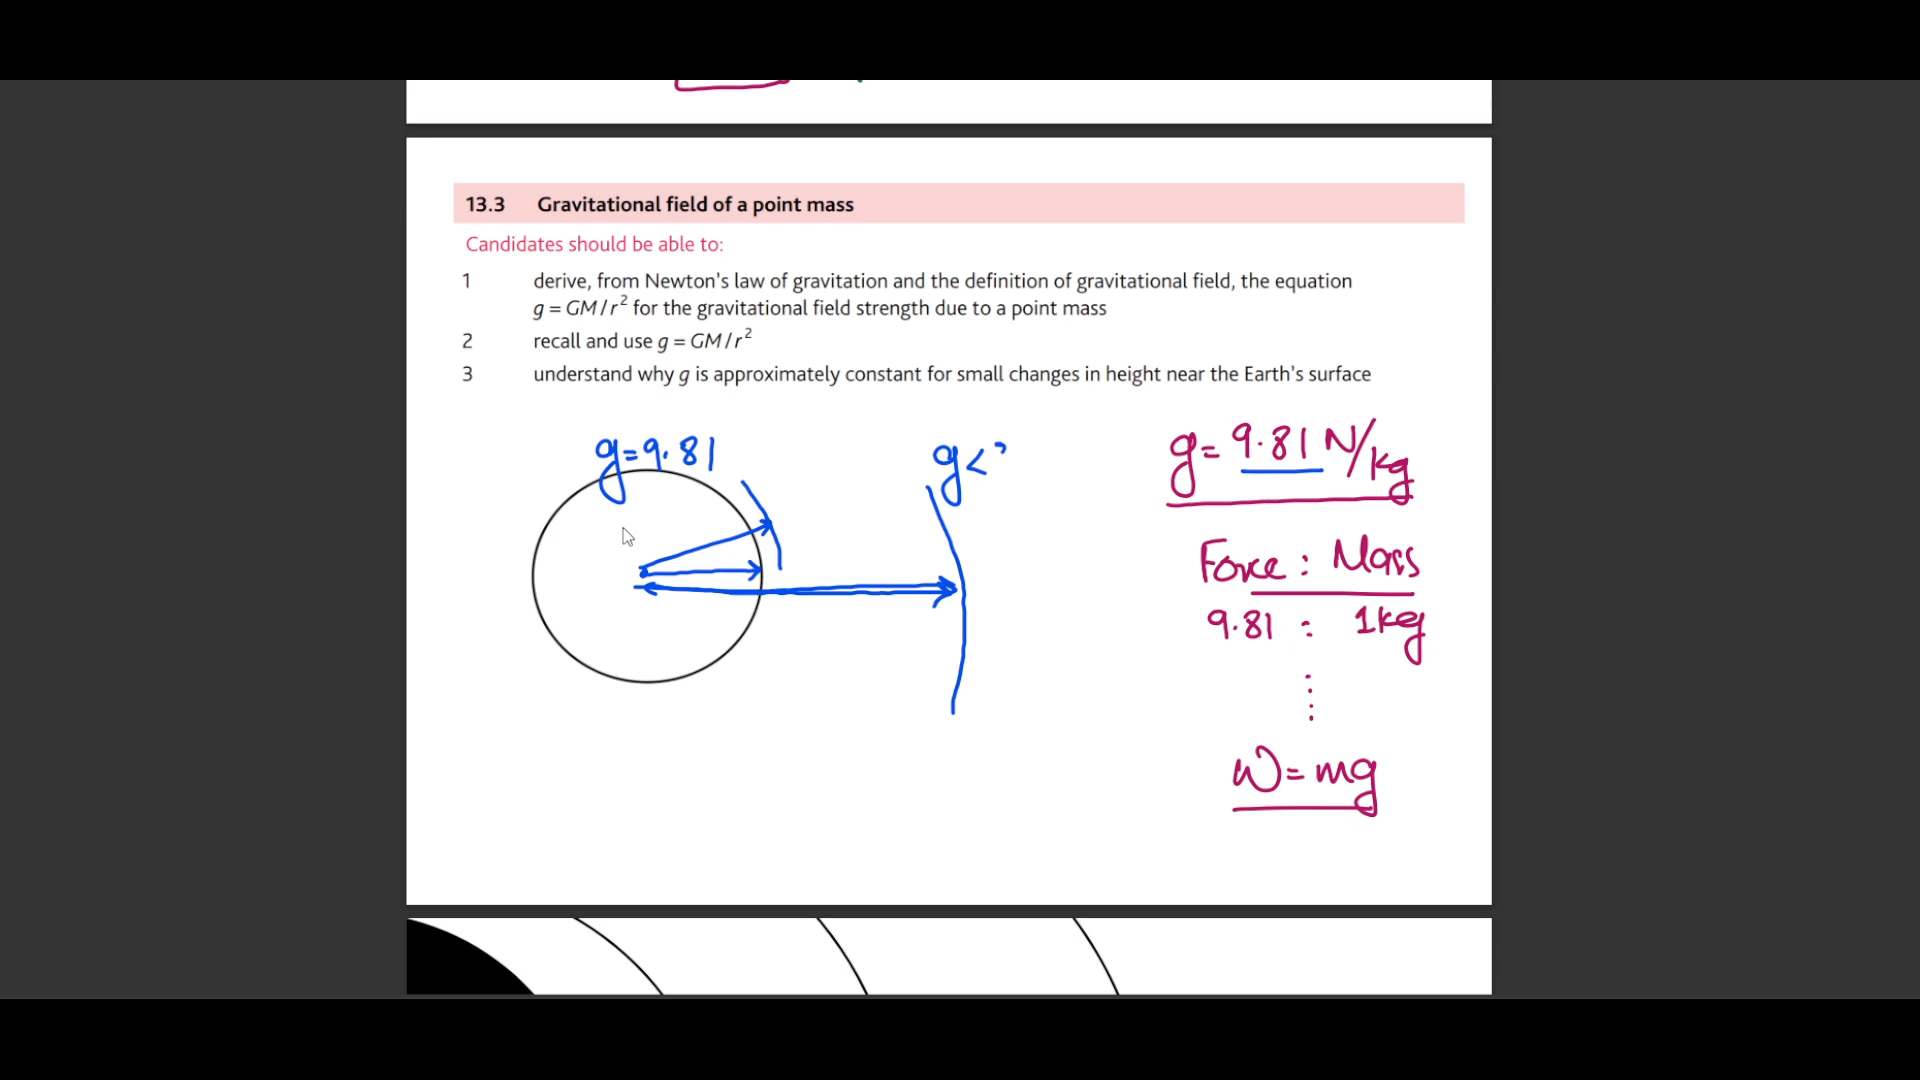 13.3 Gravitational field of a point mass
Candidates should be able to:
1 derive, from Newton's law of gravitation and the definition of gravitational field, the equation
g = GM/r² for the gravitational field strength due to a point mass
2 recall and use g = GM/r²
3 understand why g is approximately constant for small changes in height near the Earth's surface
g=9.81
g<
g=9.81 N/kg
Force : Mass
9.81 : 1kg
W=mg